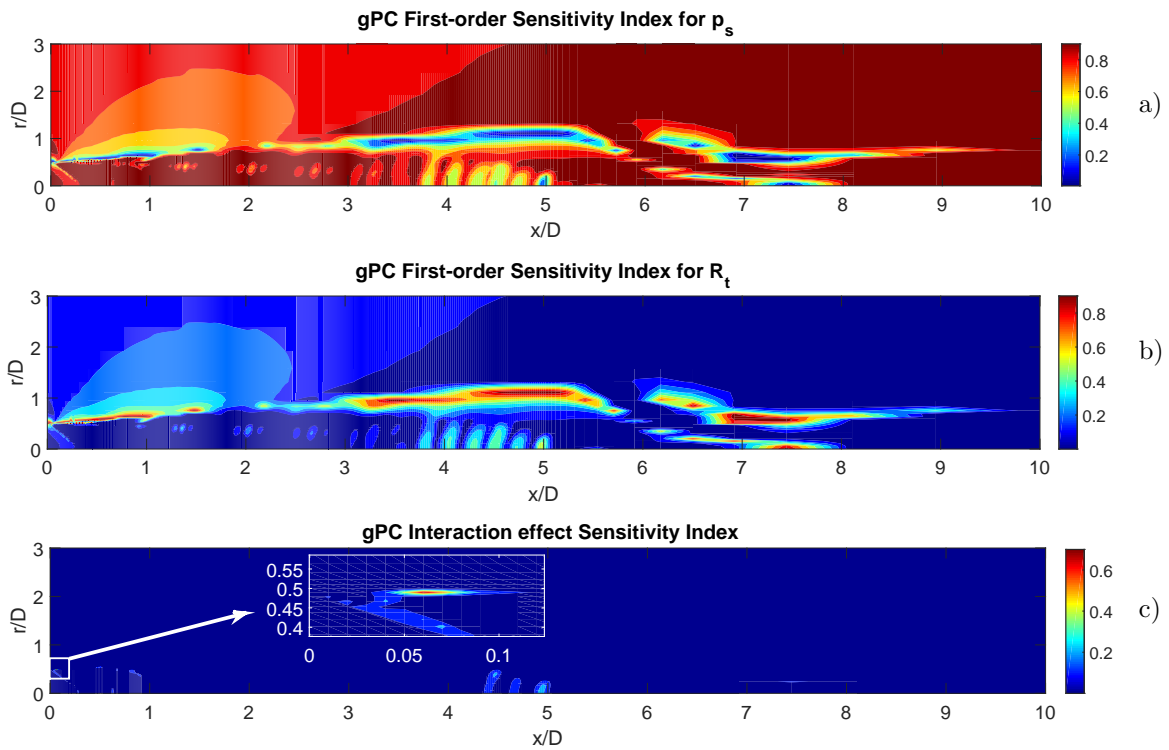 gPC First-order Sensitivity Index for p_s
3
2
1
0
r/D
0 1 2 3 4 5 6 7 8 9 10
x/D
0.8
0.6
0.4
0.2
a)
gPC First-order Sensitivity Index for R_t
3
2
1
0
r/D
0 1 2 3 4 5 6 7 8 9 10
x/D
0.8
0.6
0.4
0.2
b)
gPC Interaction effect Sensitivity Index
3
2
1
0
r/D
0.55
0.5
0.45
0.4
0 0.05 0.1
0 1 2 3 4 5 6 7 8 9 10
x/D
0.6
0.4
0.2
c)